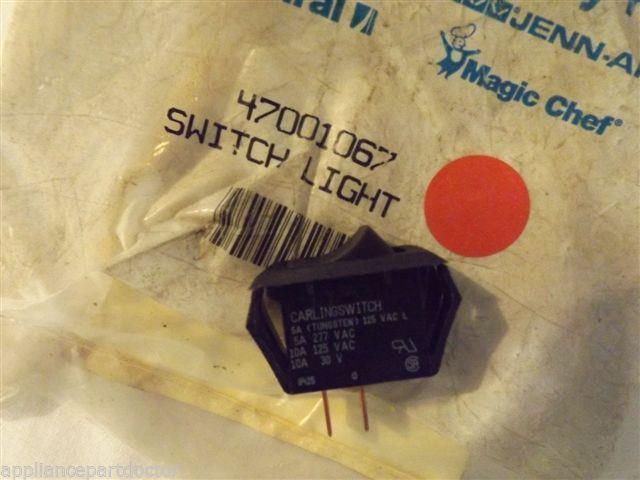 JENN-A
Magic Chef®
47001067
SWITCH LIGHT
CARLINGSWITCH
5A (TUNGSTEN) 125 VAC L
5A 277 VAC
10A 125 VAC
10A 30 V
appliancepartdoctor